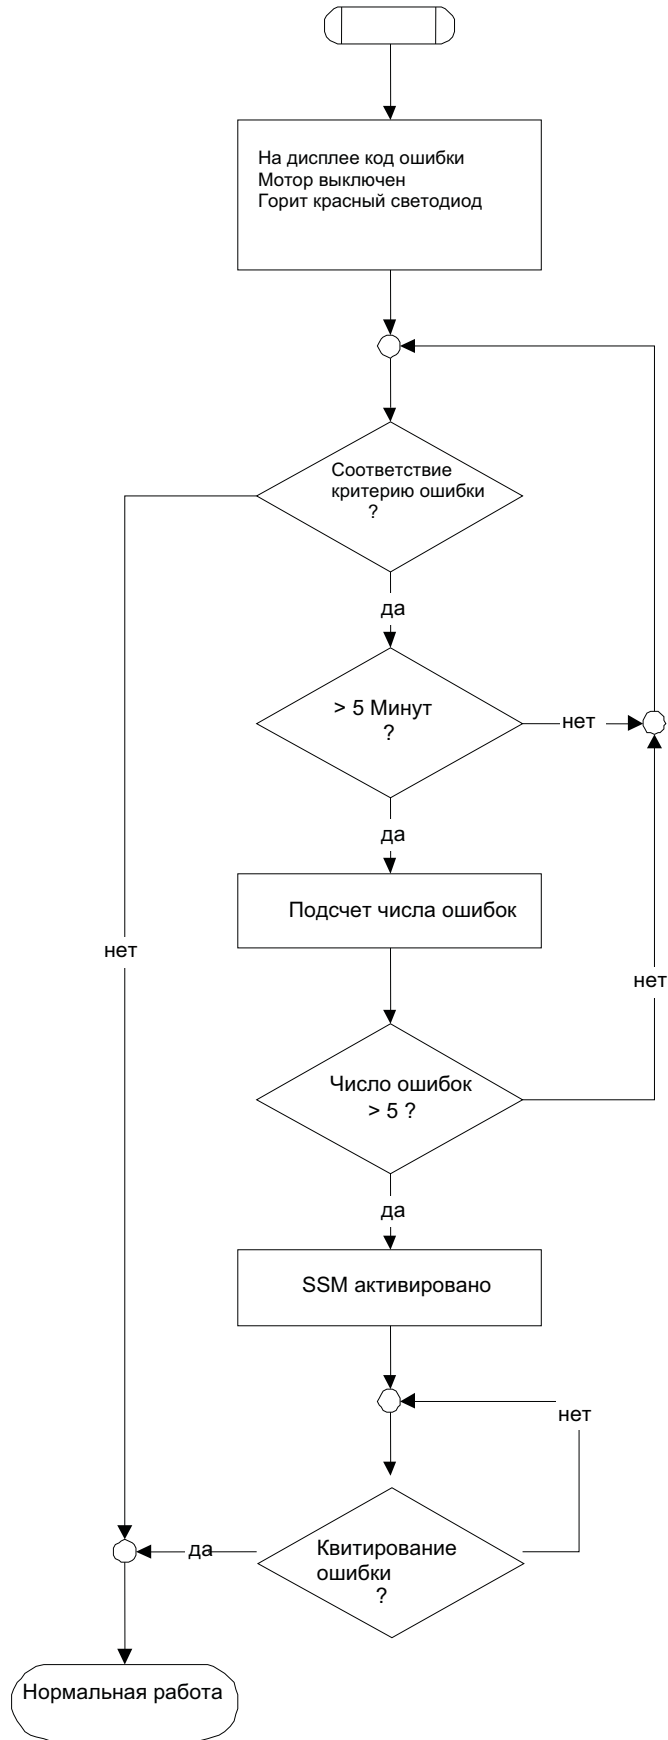 На дисплее код ошибки
Мотор выключен
Горит красный светодиод
Соответствие
критерию ошибки
?
да
> 5 Минут
?
нет
да
Подсчет числа ошибок
нет
нет
Число ошибок
> 5 ?
да
SSM активировано
нет
да
Квитирование
ошибки
?
Нормальная работа